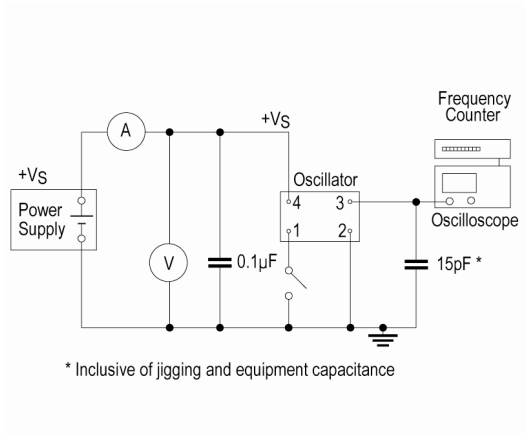 Frequency
Counter
A
+VS
+VS
Oscillator
Power
Supply
4
3
1
2
Oscilloscope
V
0.1µF
15pF *
* Inclusive of jigging and equipment capacitance